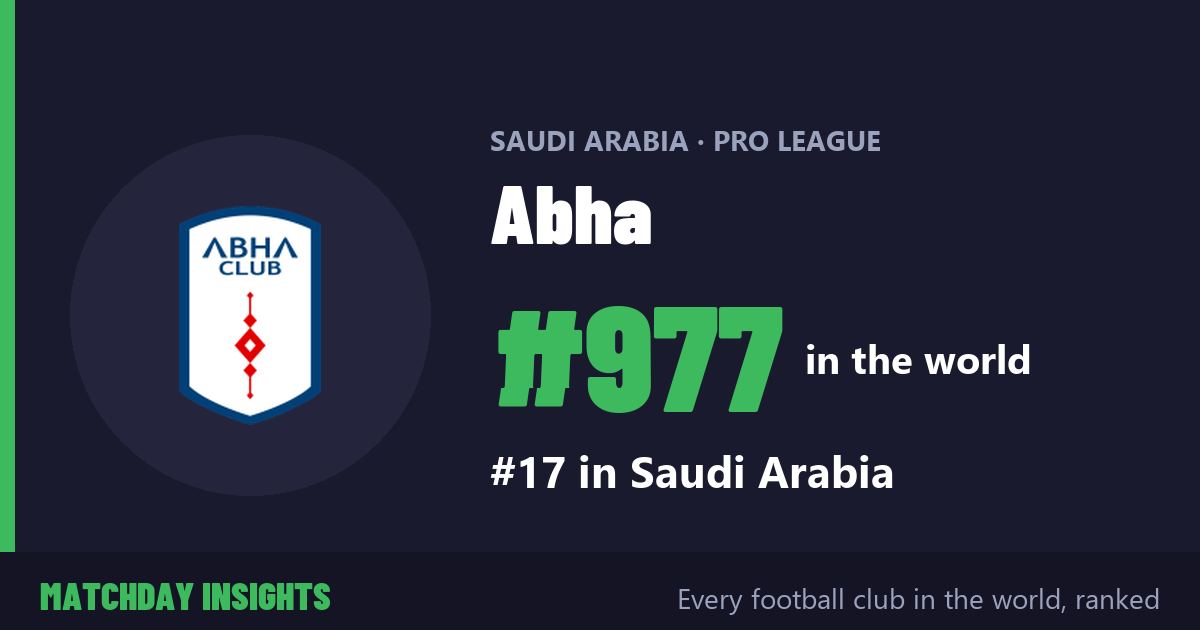 SAUDI ARABIA · PRO LEAGUE
Abha
ABHA
CLUB
#977 in the world
#17 in Saudi Arabia
MATCHDAY INSIGHTS
Every football club in the world, ranked